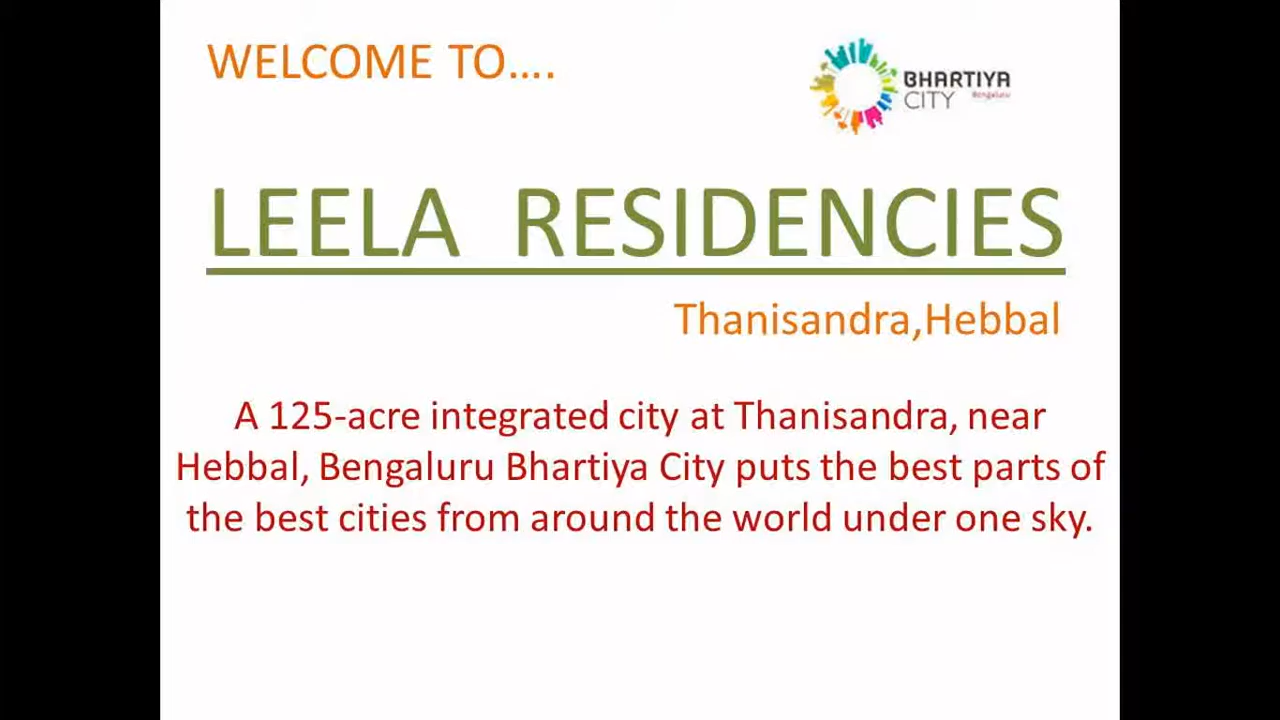 WELCOME TO....
BHARTIYA
CITY Bengaluru
LEELA RESIDENCIES
Thanisandra,Hebbal
A 125-acre integrated city at Thanisandra, near
Hebbal, Bengaluru Bhartiya City puts the best parts of
the best cities from around the world under one sky.